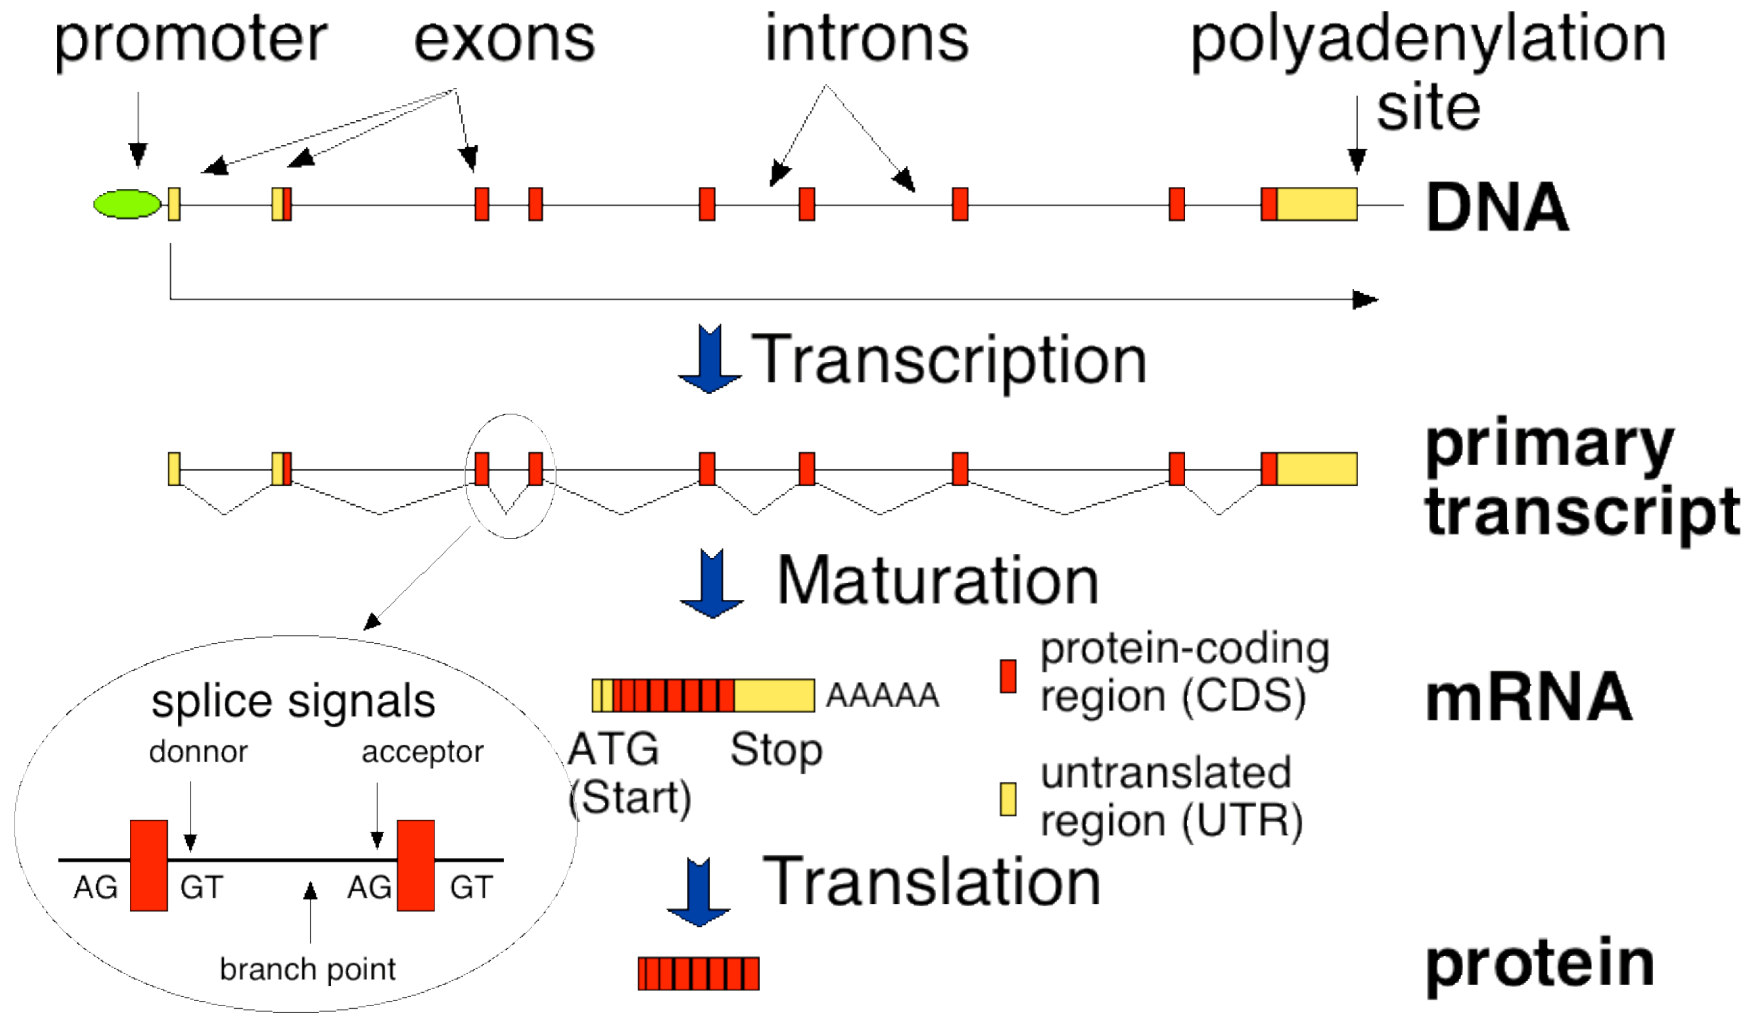 promoter
exons
introns
polyadenylation
site
DNA
Transcription
primary
transcript
Maturation
splice signals
donnor
acceptor
AG
GT
AG
GT
branch point
AAAAA
ATG
(Start)
Stop
protein-coding
region (CDS)
untranslated
region (UTR)
mRNA
Translation
protein